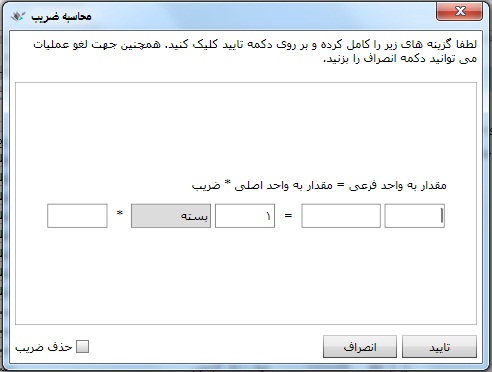 محاسبه ضریب
لطفا گزینه های زیر را کامل کرده و بر روی دکمه تایید کلیک کنید. همچنین جهت لغو عملیات
می توانید دکمه انصراف را بزنید.
مقدار به واحد فرعی = مقدار به واحد اصلی * ضریب
= ۱ بسته *
تایید انصراف حذف ضریب